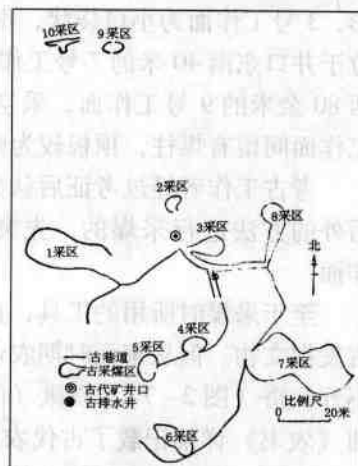 10采区 9采区
2采区
8采区
3采区
北
1采区
4采区
5采区
7采区
古巷道
古采煤区
古代矿井口
古排水井
比例尺
20米
6采区